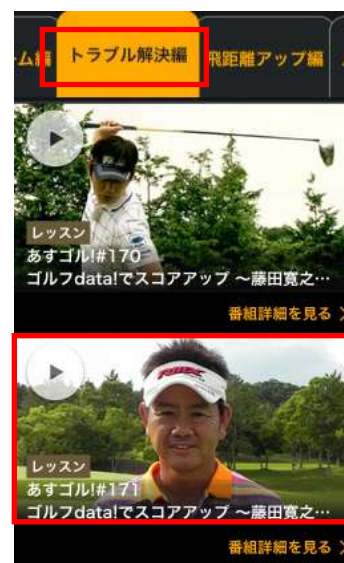 ーム編
トラブル解決編
飛距離アップ編
レッスン
あすゴル!#170
ゴルフdata!でスコアアップ 〜藤田寛之…
番組詳細を見る
レッスン
あすゴル!#171
ゴルフdata!でスコアアップ 〜藤田寛之…
番組詳細を見る